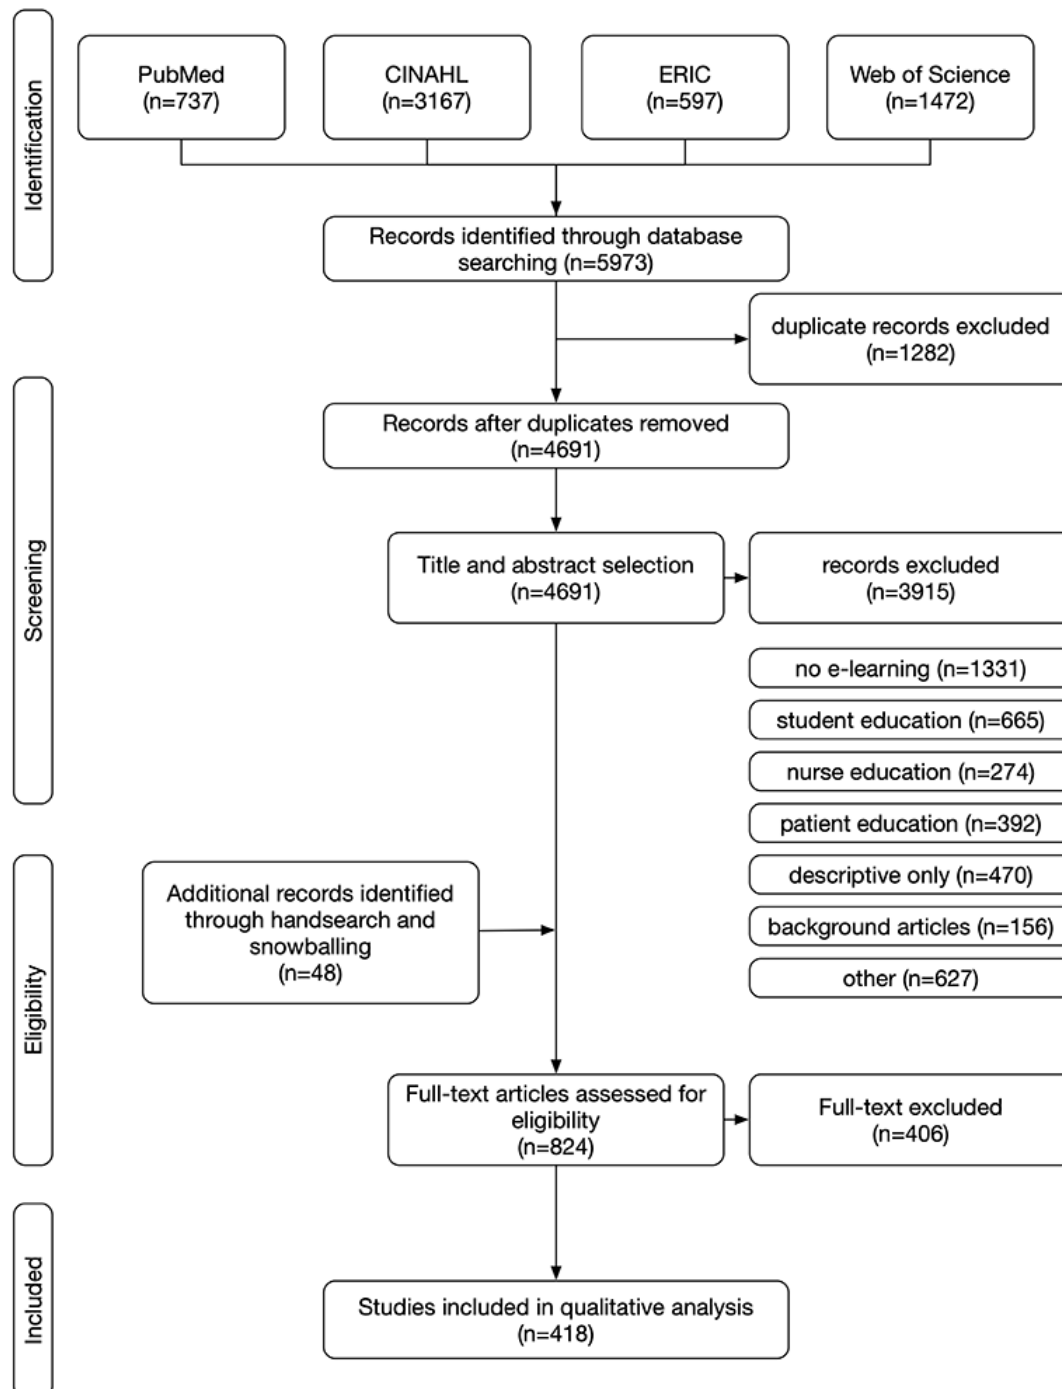 Identification
PubMed
(n=737)
CINAHL
(n=3167)
ERIC
(n=597)
Web of Science
(n=1472)
Records identified through database
searching (n=5973)
duplicate records excluded
(n=1282)
Screening
Records after duplicates removed
(n=4691)
Title and abstract selection
(n=4691)
records excluded
(n=3915)
no e-learning (n=1331)
student education (n=665)
nurse education (n=274)
patient education (n=392)
descriptive only (n=470)
background articles (n=156)
other (n=627)
Eligibility
Additional records identified
through handsearch and
snowballing
(n=48)
Full-text articles assessed for
eligibility
(n=824)
Full-text excluded
(n=406)
Included
Studies included in qualitative analysis
(n=418)